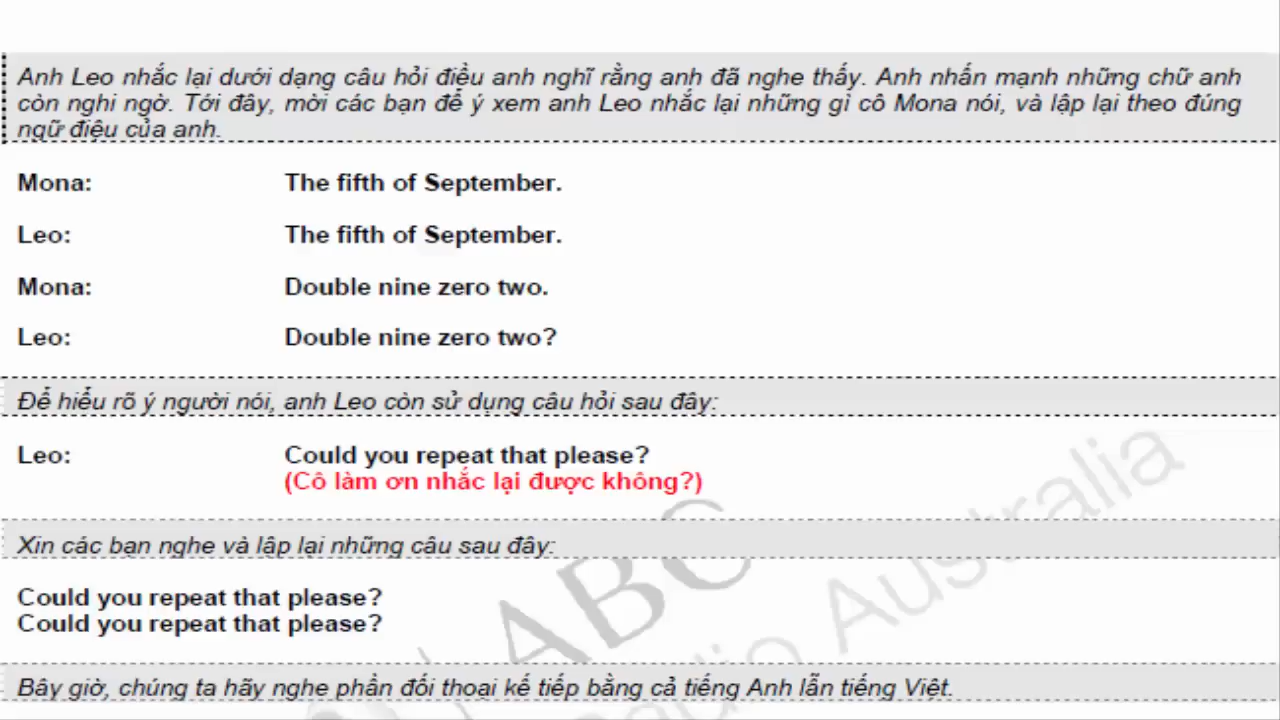 Anh Leo nhắc lại dưới dạng câu hỏi điều anh nghĩ rằng anh đã nghe thấy. Anh nhấn mạnh những chữ anh
còn nghi ngờ. Tới đây, mời các bạn để ý xem anh Leo nhắc lại những gì cô Mona nói, và lập lại theo đúng
ngữ điệu của anh.
Mona: The fifth of September.
Leo: The fifth of September.
Mona: Double nine zero two.
Leo: Double nine zero two?
Để hiểu rõ ý người nói, anh Leo còn sử dụng câu hỏi sau đây:
Leo: Could you repeat that please?
(Cô làm ơn nhắc lại được không?)
Xin các bạn nghe và lập lại những câu sau đây:
Could you repeat that please?
Could you repeat that please?
Bây giờ, chúng ta hãy nghe phần đối thoại kế tiếp bằng cả tiếng Anh lẫn tiếng Việt.
ABC
Australia